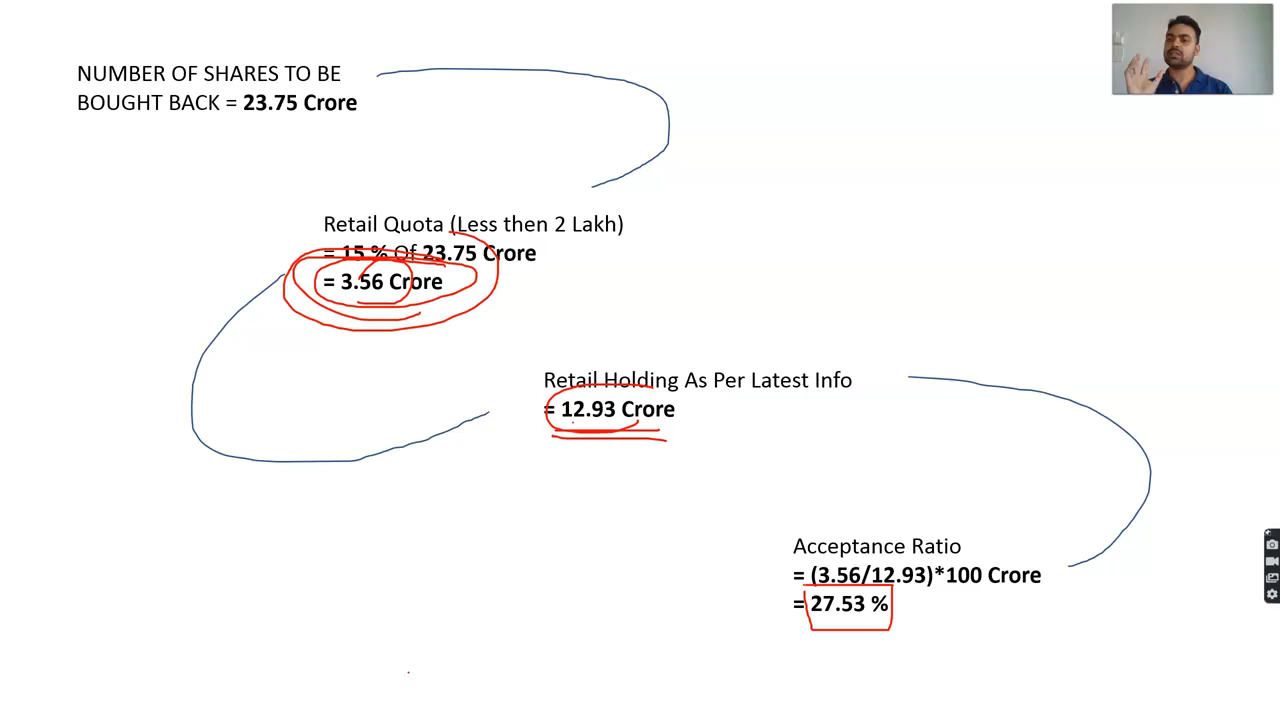 NUMBER OF SHARES TO BE
BOUGHT BACK = 23.75 Crore
Retail Quota (Less then 2 Lakh)
= 15 % Of 23.75 Crore
= 3.56 Crore
Retail Holding As Per Latest Info
= 12.93 Crore
Acceptance Ratio
= (3.56/12.93)*100 Crore
= 27.53 %